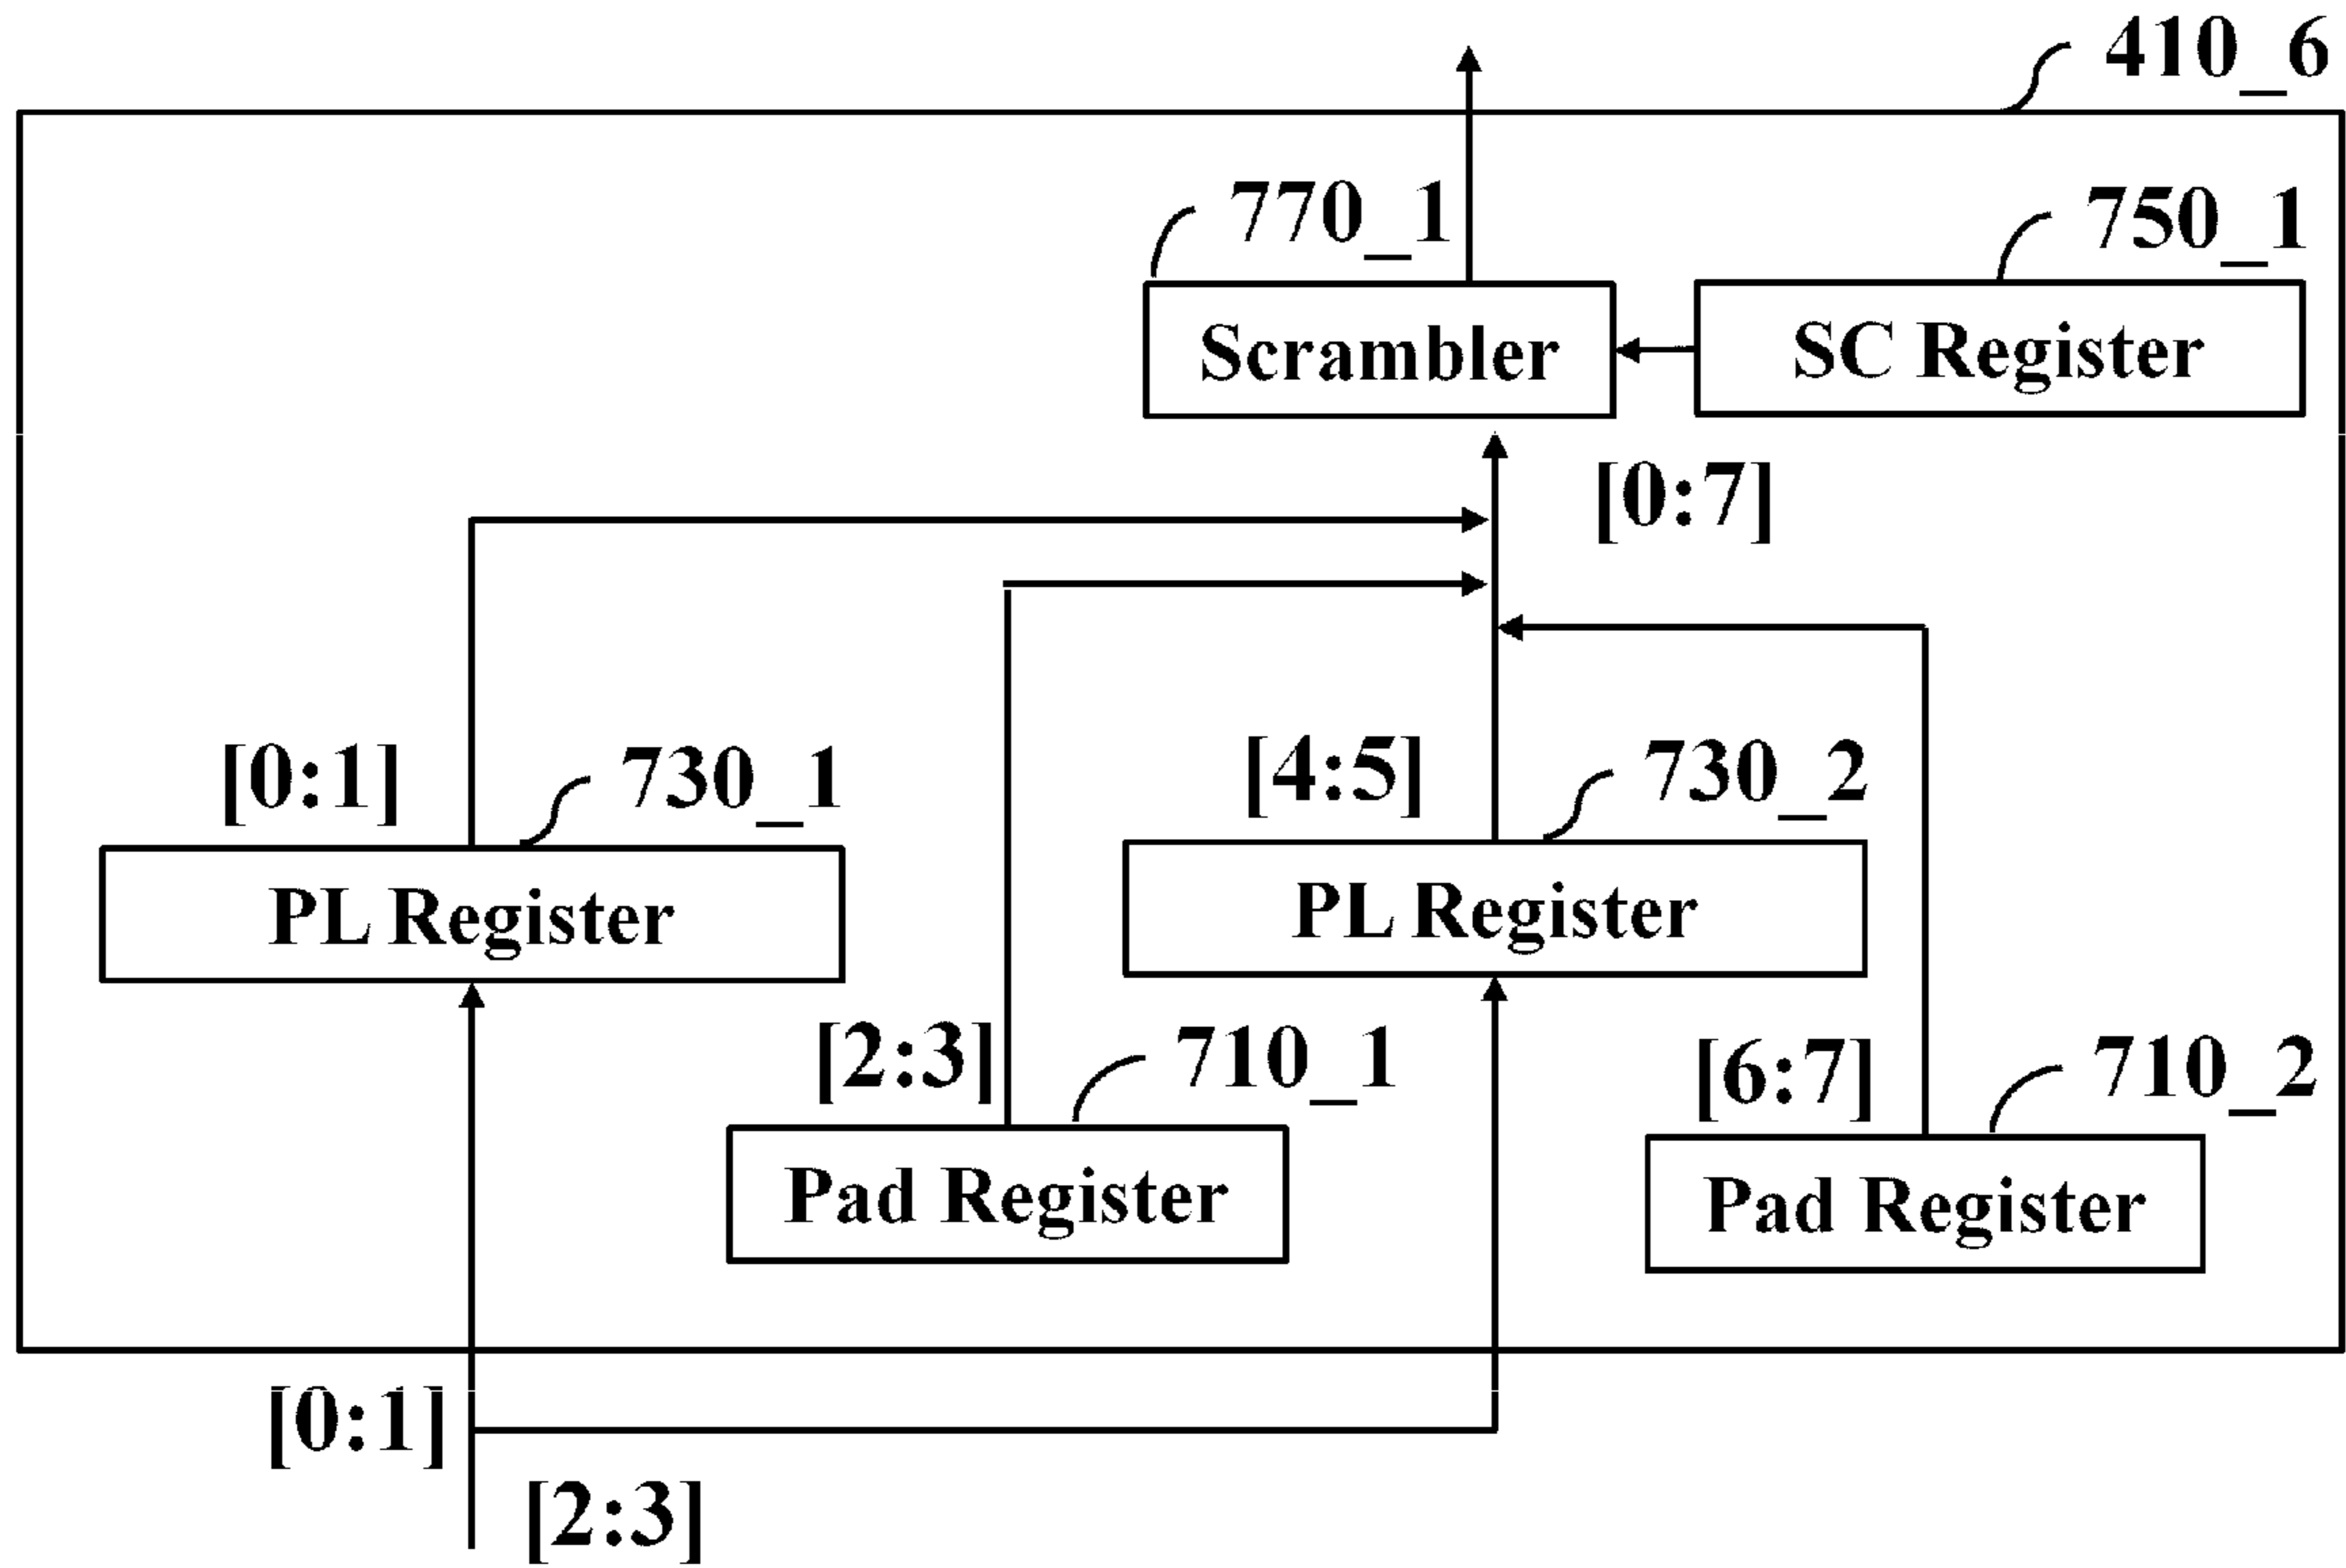 410_6
770_1
750_1
Scrambler
SC Register
[0:7]
[0:1]
730_1
[4:5]
730_2
PL Register
PL Register
[2:3]
710_1
[6:7]
710_2
Pad Register
Pad Register
[0:1]
[2:3]